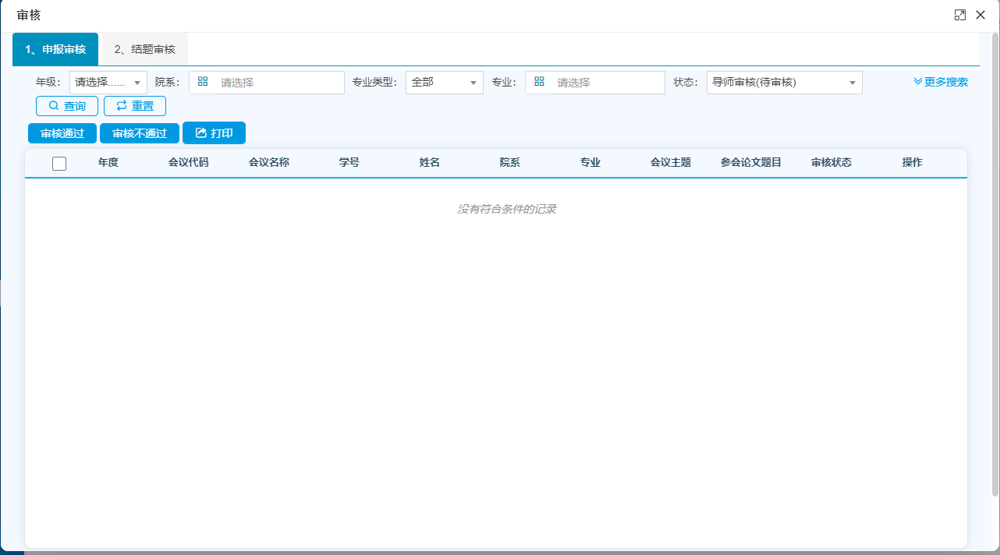 审核
1、申报审核 2、结题审核
年级： 请选择...... 院系： 请选择 专业类型： 全部 专业： 请选择 状态： 导师审核(待审核) 更多搜索
查询 重置
审核通过 审核不通过 打印
年度 会议代码 会议名称 学号 姓名 院系 专业 会议主题 参会论文题目 审核状态 操作
没有符合条件的记录